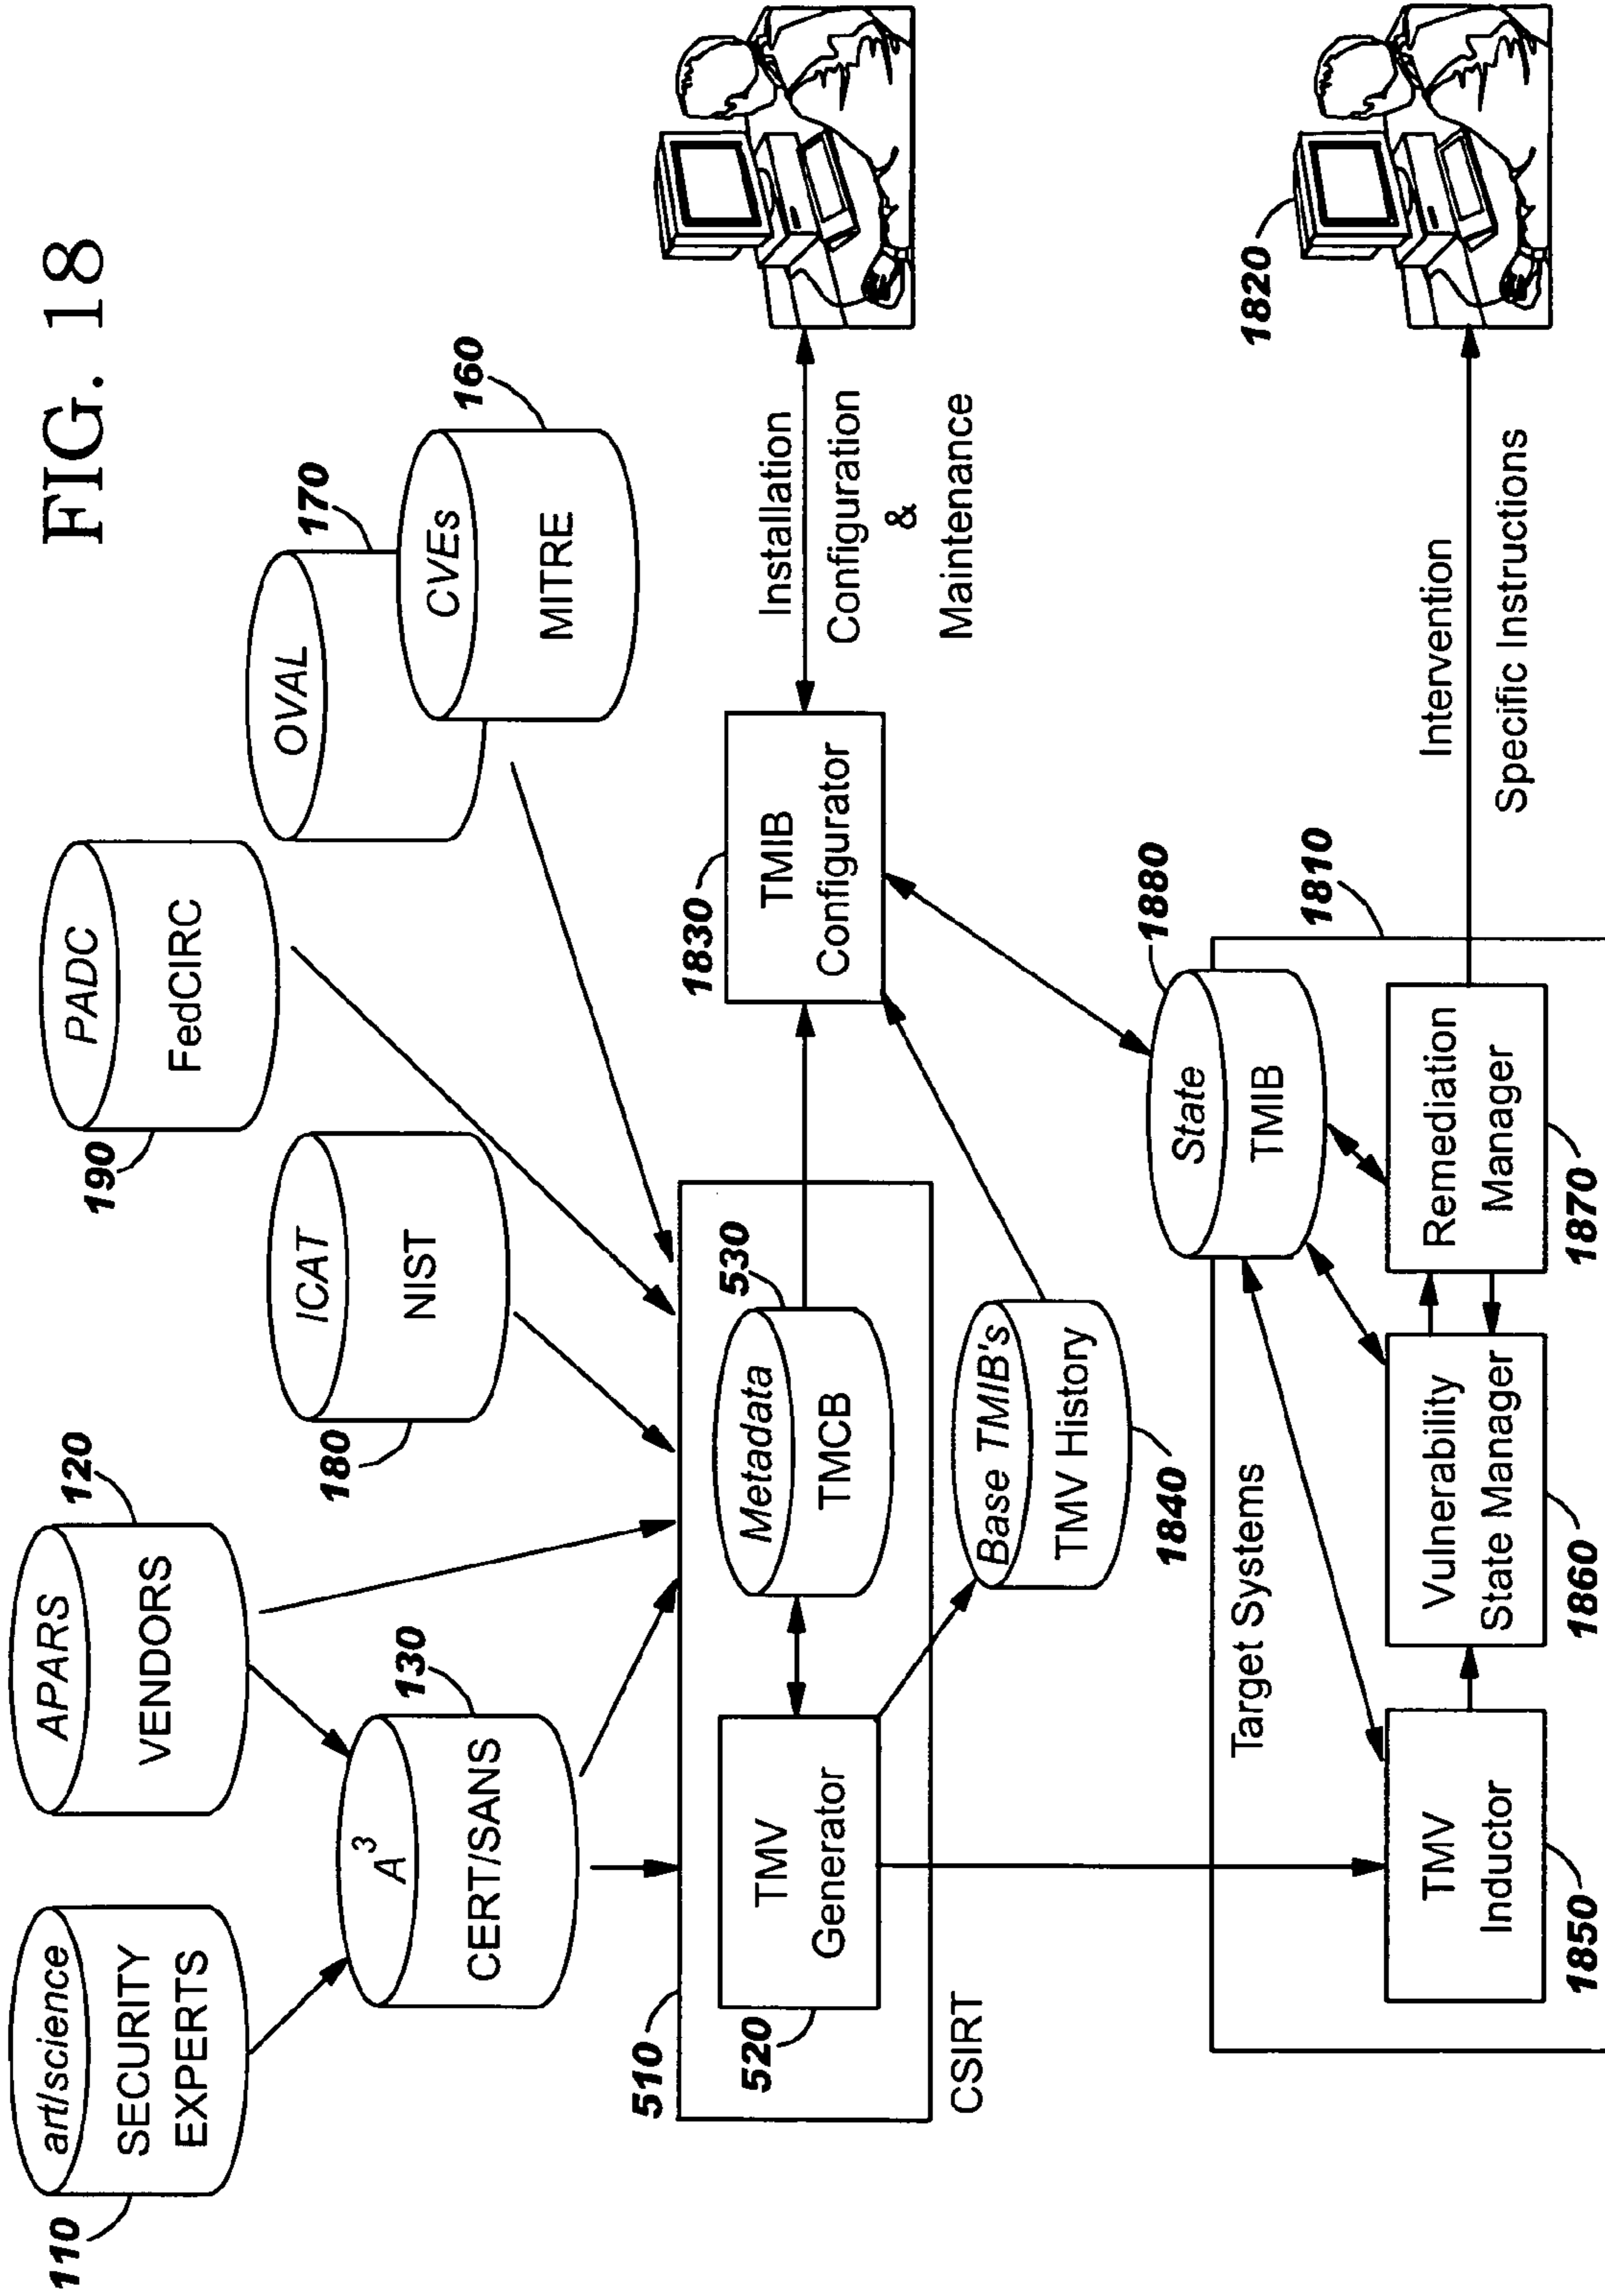 FIG. 18
110
art/science
SECURITY
EXPERTS
120
APARS
VENDORS
130
A³
CERT/SANS
180
ICAT
NIST
190
PADC
FedCIRC
170
OVAL
160
CVEs
MITRE
510
520
TMV
Generator
530
Metadata
TMCB
CSIRT
Base TMIB's
TMV History
1840
1830
TMIB
Configurator
Installation
Configuration
&
Maintenance
Target Systems
1880
State
TMIB
1810
TMV
Inductor
1850
Vulnerability
State Manager
1860
Remediation
Manager
1870
Intervention
Specific Instructions
1820